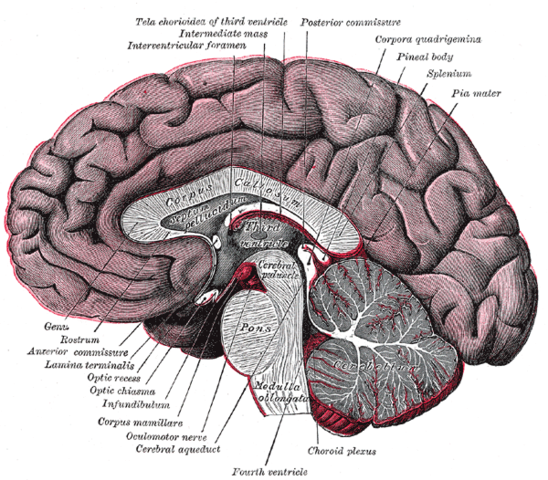 Tela chorioidea of third ventricle
Posterior commissure
Intermediate mass
Interventricular foramen
Corpora quadrigemina
Pineal body
Splenium
Pia mater
Corpus Callosum
Septum pellucidum
Third
ventricle
Cerebral
peduncle
Pons
Cerebellum
Medulla
oblongata
Genu
Rostrum
Anterior commissure
Lamina terminalis
Optic recess
Optic chiasma
Infundibulum
Corpus mamillare
Oculomotor nerve
Cerebral aqueduct
Choroid plexus
Fourth ventricle